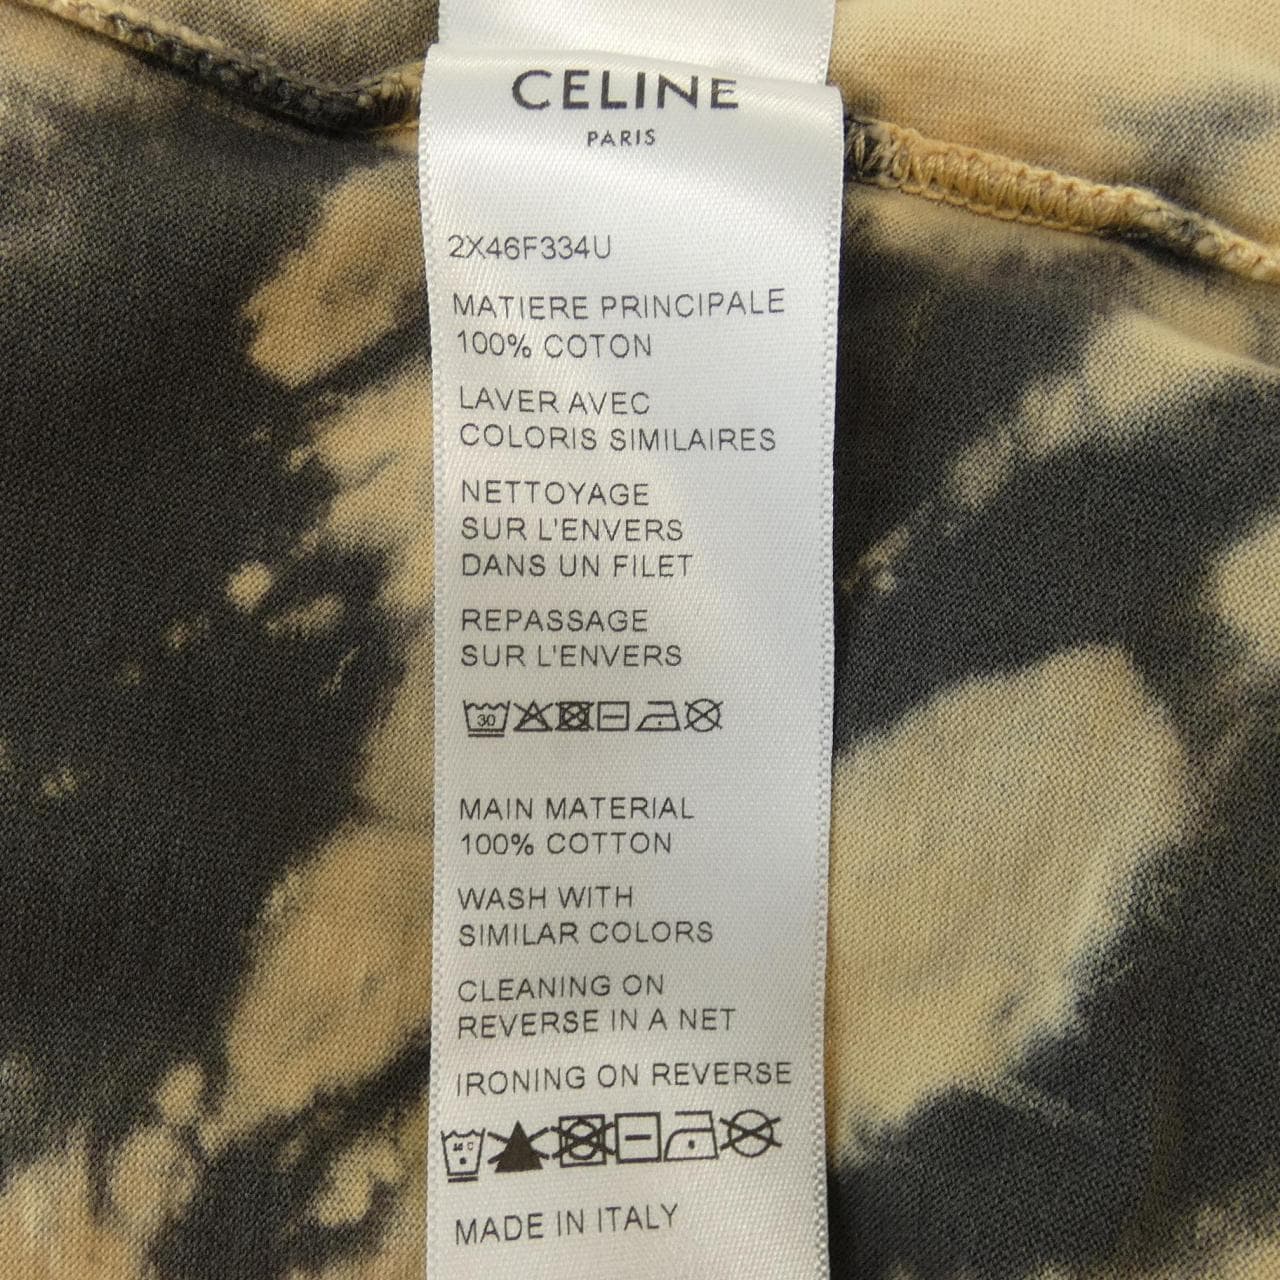 CELINE
PARIS
2X46F334U
MATIERE PRINCIPALE
100% COTON
LAVER AVEC
COLORIS SIMILAIRES
NETTOYAGE
SUR L'ENVERS
DANS UN FILET
REPASSAGE
SUR L'ENVERS
30
MAIN MATERIAL
100% COTTON
WASH WITH
SIMILAR COLORS
CLEANING ON
REVERSE IN A NET
IRONING ON REVERSE
MADE IN ITALY